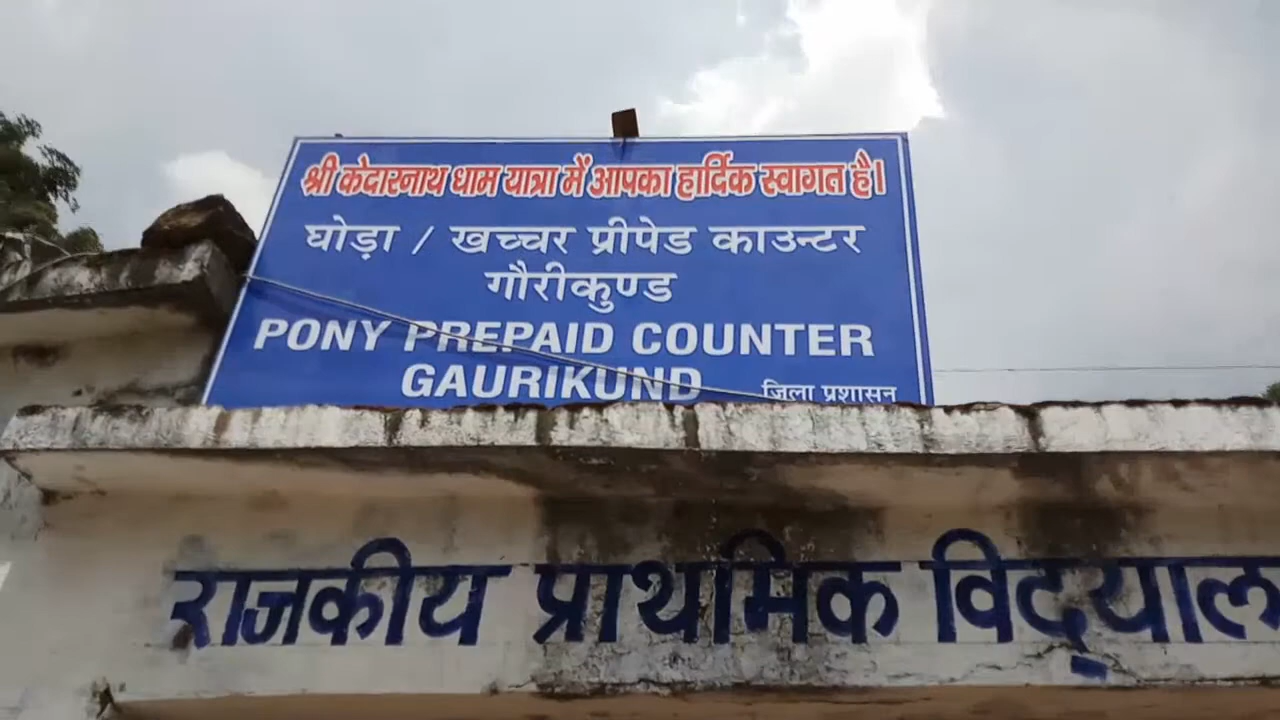 श्री केदारनाथ धाम यात्रा में आपका हार्दिक स्वागत है।
घोड़ा / खच्चर प्रीपेड काउन्टर
गौरीकुण्ड
PONY PREPAID COUNTER
GAURIKUND
जिला प्रशासन
राजकीय प्राथमिक विद्याल